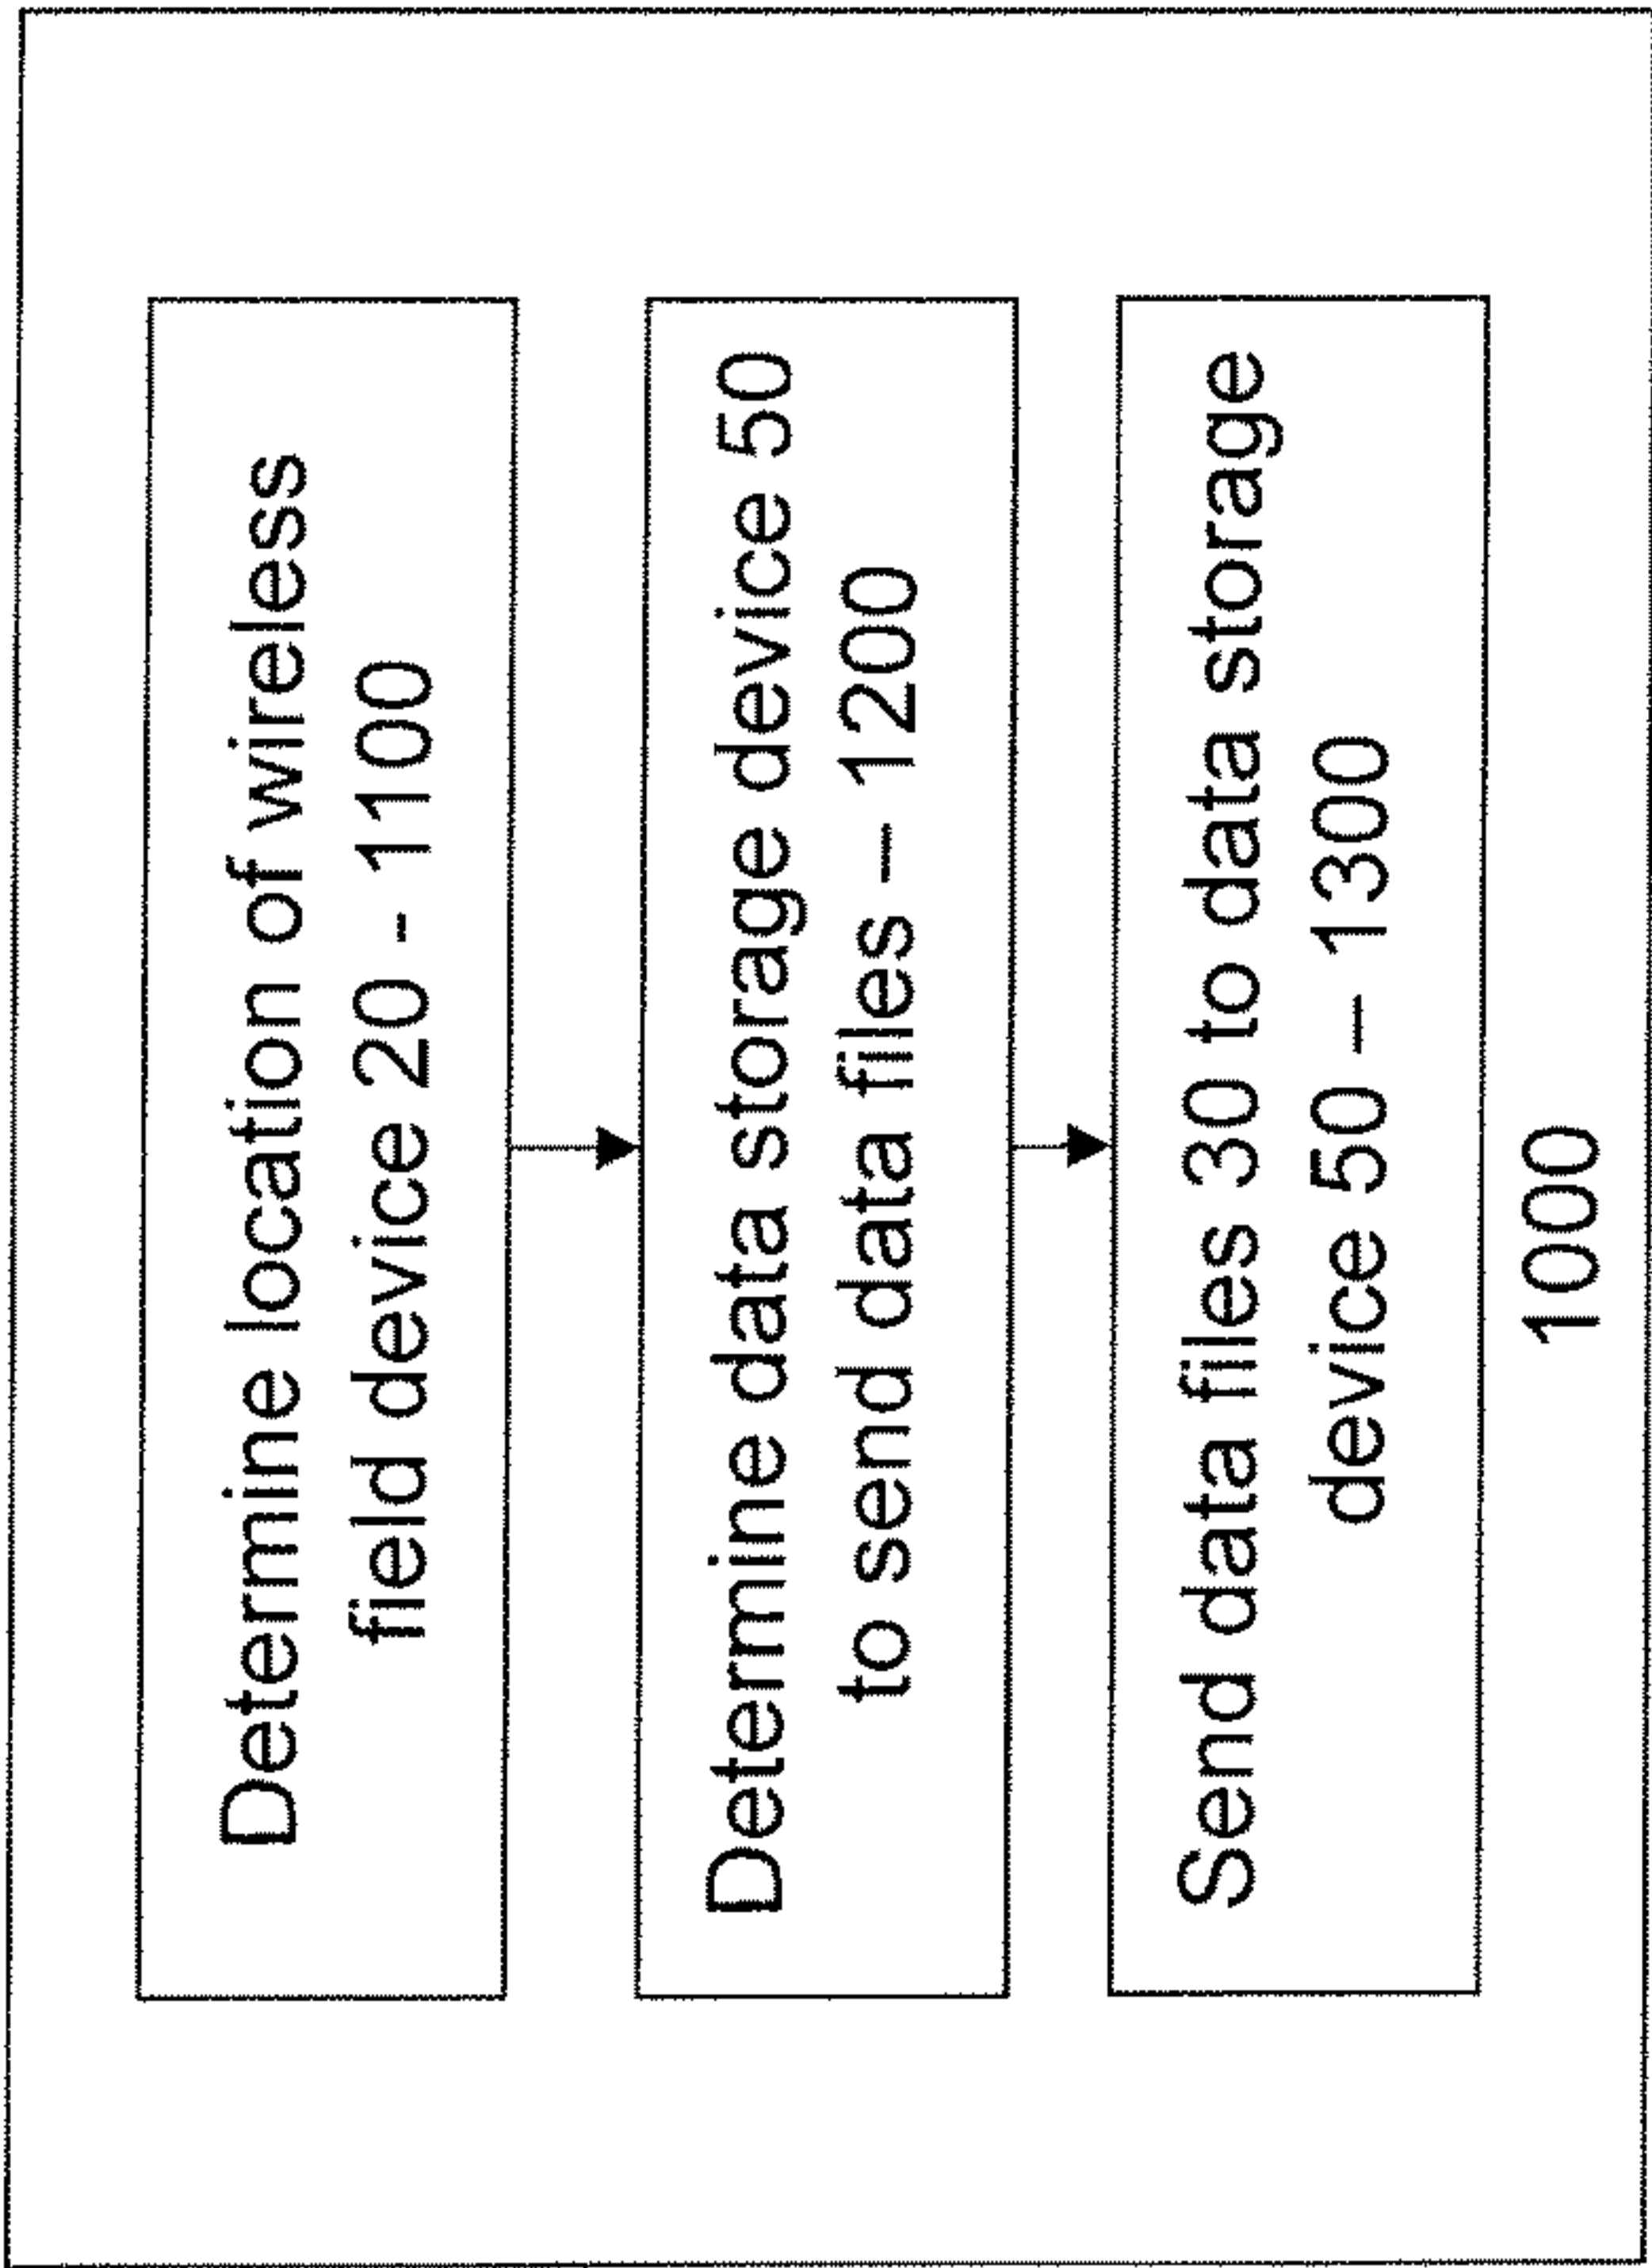 Determine location of wireless
field device 20 - 1100
Determine data storage device 50
to send data files – 1200
Send data files 30 to data storage
device 50 – 1300
1000